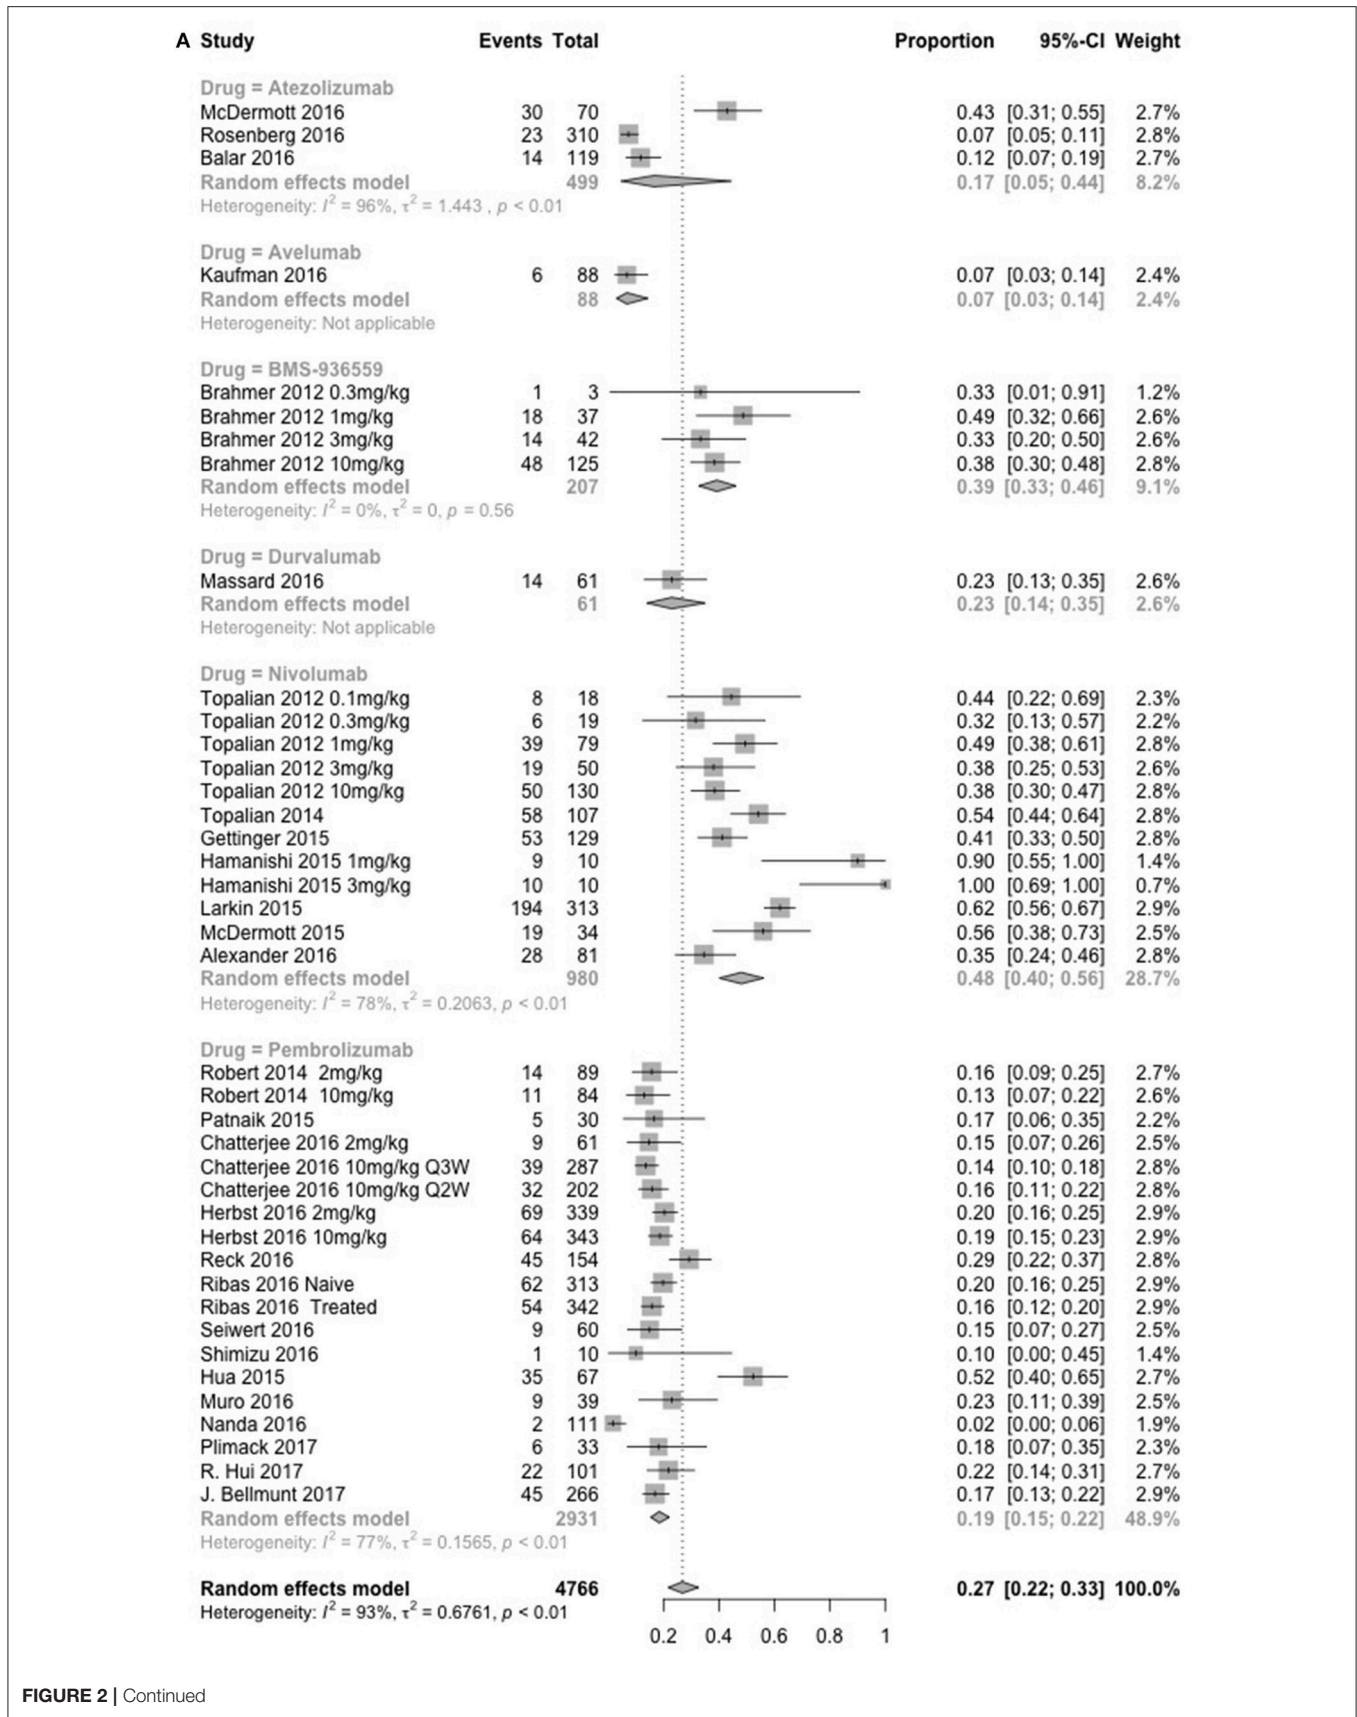 A Study Events Total Proportion 95%-CI Weight
Drug = Atezolizumab
McDermott 2016 30 70 0.43 [0.31; 0.55] 2.7%
Rosenberg 2016 23 310 0.07 [0.05; 0.11] 2.8%
Balar 2016 14 119 0.12 [0.07; 0.19] 2.7%
Random effects model 499 0.17 [0.05; 0.44] 8.2%
Heterogeneity: I² = 96%, τ² = 1.443 , p < 0.01
Drug = Avelumab
Kaufman 2016 6 88 0.07 [0.03; 0.14] 2.4%
Random effects model 88 0.07 [0.03; 0.14] 2.4%
Heterogeneity: Not applicable
Drug = BMS-936559
Brahmer 2012 0.3mg/kg 1 3 0.33 [0.01; 0.91] 1.2%
Brahmer 2012 1mg/kg 18 37 0.49 [0.32; 0.66] 2.6%
Brahmer 2012 3mg/kg 14 42 0.33 [0.20; 0.50] 2.6%
Brahmer 2012 10mg/kg 48 125 0.38 [0.30; 0.48] 2.8%
Random effects model 207 0.39 [0.33; 0.46] 9.1%
Heterogeneity: I² = 0%, τ² = 0, p = 0.56
Drug = Durvalumab
Massard 2016 14 61 0.23 [0.13; 0.35] 2.6%
Random effects model 61 0.23 [0.14; 0.35] 2.6%
Heterogeneity: Not applicable
Drug = Nivolumab
Topalian 2012 0.1mg/kg 8 18 0.44 [0.22; 0.69] 2.3%
Topalian 2012 0.3mg/kg 6 19 0.32 [0.13; 0.57] 2.2%
Topalian 2012 1mg/kg 39 79 0.49 [0.38; 0.61] 2.8%
Topalian 2012 3mg/kg 19 50 0.38 [0.25; 0.53] 2.6%
Topalian 2012 10mg/kg 50 130 0.38 [0.30; 0.47] 2.8%
Topalian 2014 58 107 0.54 [0.44; 0.64] 2.8%
Gettinger 2015 53 129 0.41 [0.33; 0.50] 2.8%
Hamanishi 2015 1mg/kg 9 10 0.90 [0.55; 1.00] 1.4%
Hamanishi 2015 3mg/kg 10 10 1.00 [0.69; 1.00] 0.7%
Larkin 2015 194 313 0.62 [0.56; 0.67] 2.9%
McDermott 2015 19 34 0.56 [0.38; 0.73] 2.5%
Alexander 2016 28 81 0.35 [0.24; 0.46] 2.8%
Random effects model 980 0.48 [0.40; 0.56] 28.7%
Heterogeneity: I² = 78%, τ² = 0.2063, p < 0.01
Drug = Pembrolizumab
Robert 2014 2mg/kg 14 89 0.16 [0.09; 0.25] 2.7%
Robert 2014 10mg/kg 11 84 0.13 [0.07; 0.22] 2.6%
Patnaik 2015 5 30 0.17 [0.06; 0.35] 2.2%
Chatterjee 2016 2mg/kg 9 61 0.15 [0.07; 0.26] 2.5%
Chatterjee 2016 10mg/kg Q3W 39 287 0.14 [0.10; 0.18] 2.8%
Chatterjee 2016 10mg/kg Q2W 32 202 0.16 [0.11; 0.22] 2.8%
Herbst 2016 2mg/kg 69 339 0.20 [0.16; 0.25] 2.9%
Herbst 2016 10mg/kg 64 343 0.19 [0.15; 0.23] 2.9%
Reck 2016 45 154 0.29 [0.22; 0.37] 2.8%
Ribas 2016 Naive 62 313 0.20 [0.16; 0.25] 2.9%
Ribas 2016 Treated 54 342 0.16 [0.12; 0.20] 2.9%
Seiwert 2016 9 60 0.15 [0.07; 0.27] 2.5%
Shimizu 2016 1 10 0.10 [0.00; 0.45] 1.4%
Hua 2015 35 67 0.52 [0.40; 0.65] 2.7%
Muro 2016 9 39 0.23 [0.11; 0.39] 2.5%
Nanda 2016 2 111 0.02 [0.00; 0.06] 1.9%
Plimack 2017 6 33 0.18 [0.07; 0.35] 2.3%
R. Hui 2017 22 101 0.22 [0.14; 0.31] 2.7%
J. Bellmunt 2017 45 266 0.17 [0.13; 0.22] 2.9%
Random effects model 2931 0.19 [0.15; 0.22] 48.9%
Heterogeneity: I² = 77%, τ² = 0.1565, p < 0.01
Random effects model 4766 0.27 [0.22; 0.33] 100.0%
Heterogeneity: I² = 93%, τ² = 0.6761, p < 0.01
0.2 0.4 0.6 0.8 1
FIGURE 2 | Continued